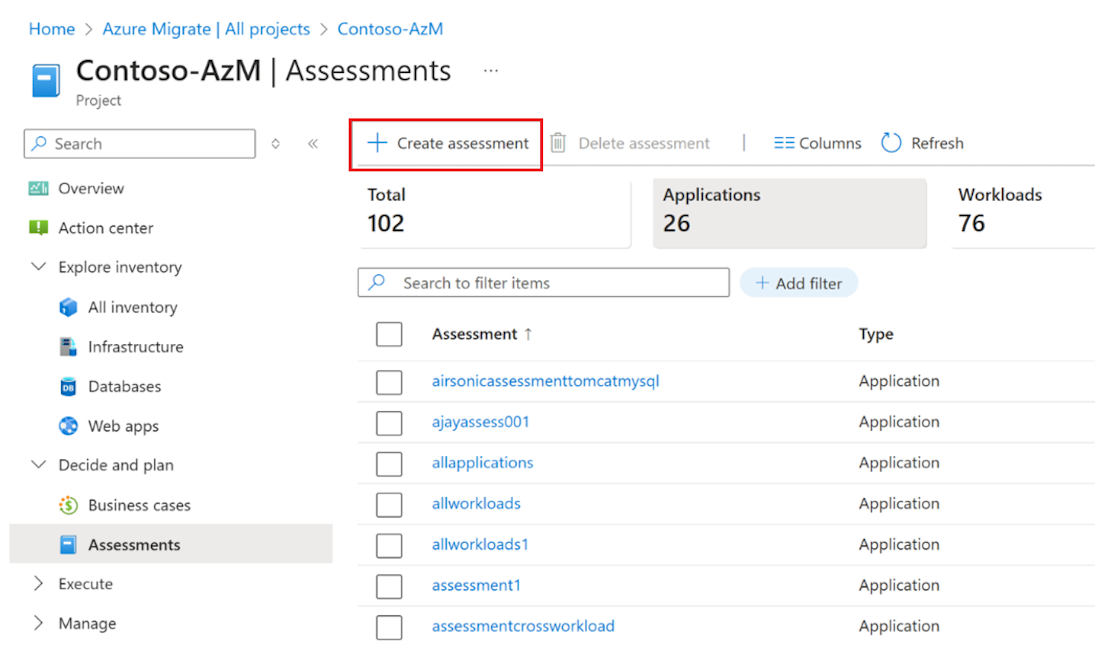 Home > Azure Migrate | All projects > Contoso-AzM
Contoso-AzM | Assessments ...
Project
Search
«
+ Create assessment
Delete assessment
|
Columns
Refresh
Overview
Action center
Explore inventory
All inventory
Infrastructure
Databases
Web apps
Decide and plan
Business cases
Assessments
Execute
Manage
Total
102
Applications
26
Workloads
76
Search to filter items
+ Add filter
Assessment ↑ Type
airsonicassessmenttomcatmysql Application
ajayassess001 Application
allapplications Application
allworkloads Application
allworkloads1 Application
assessment1 Application
assessmentcrossworkload Application